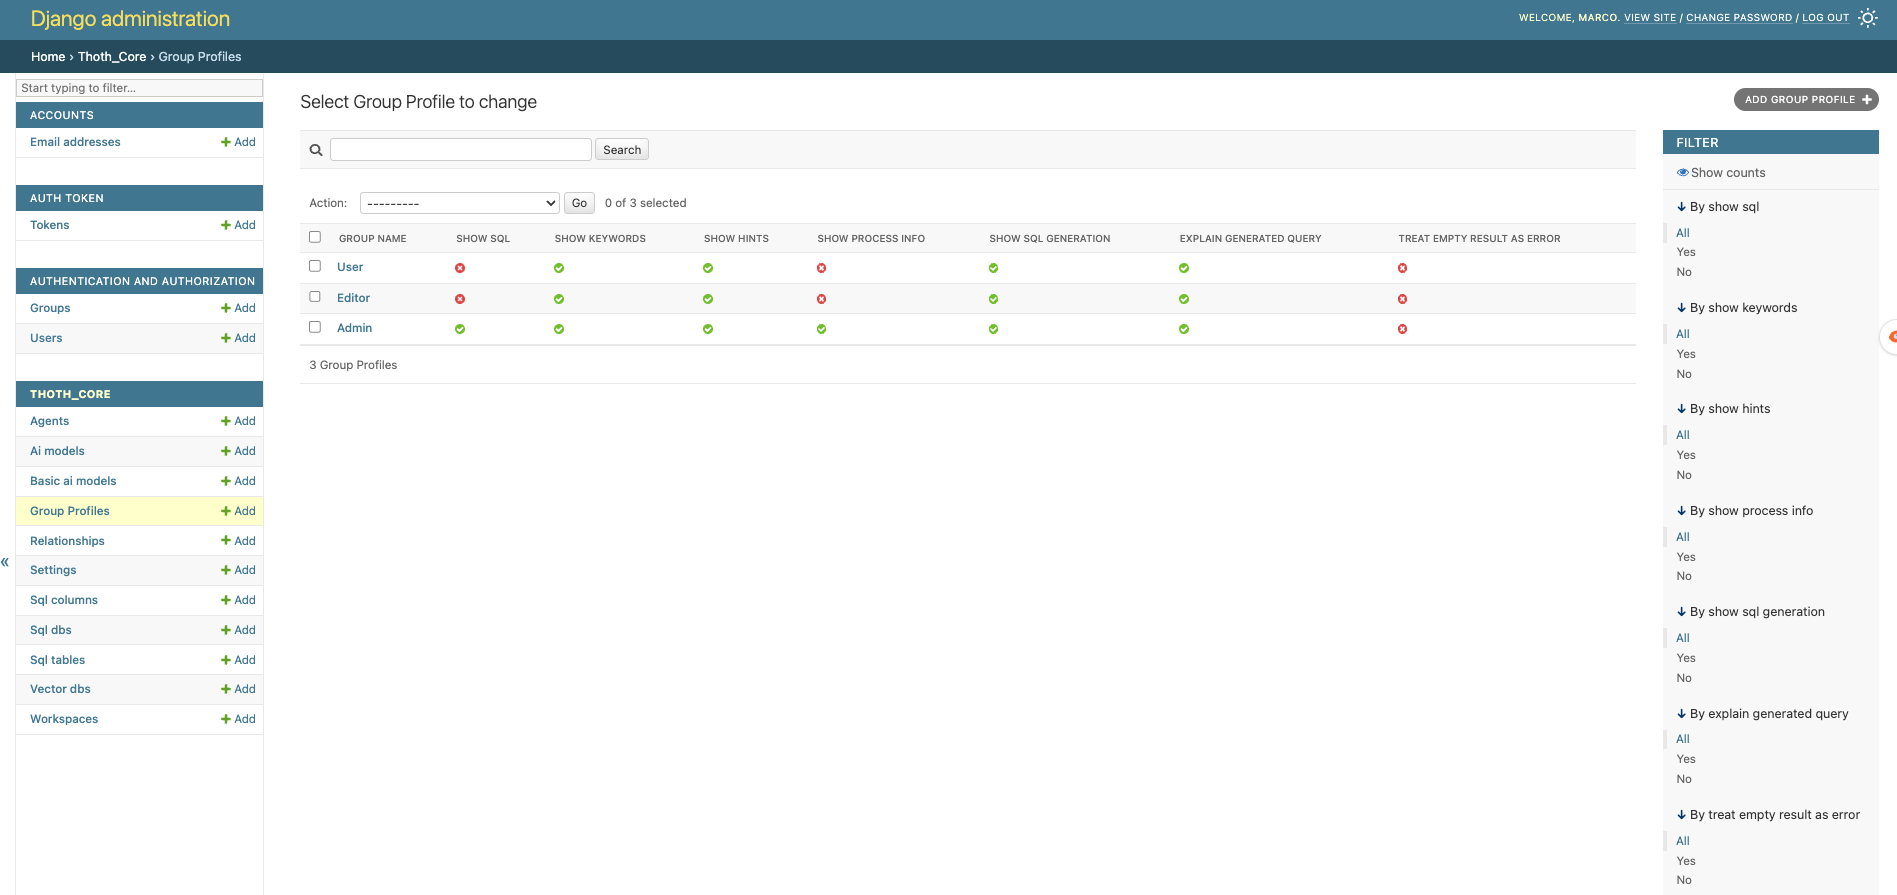 Django administration
WELCOME, MARCO. VIEW SITE / CHANGE PASSWORD / LOG OUT
Home › Thoth_Core › Group Profiles
Start typing to filter...
ACCOUNTS
Email addresses Add
AUTH TOKEN
Tokens Add
AUTHENTICATION AND AUTHORIZATION
Groups Add
Users Add
THOTH_CORE
Agents Add
Ai models Add
Basic ai models Add
Group Profiles Add
Relationships Add
Settings Add
Sql columns Add
Sql dbs Add
Sql tables Add
Vector dbs Add
Workspaces Add
«
Select Group Profile to change
ADD GROUP PROFILE
Search
Action: --------- Go 0 of 3 selected
GROUP NAME SHOW SQL SHOW KEYWORDS SHOW HINTS SHOW PROCESS INFO SHOW SQL GENERATION EXPLAIN GENERATED QUERY TREAT EMPTY RESULT AS ERROR
User
Editor
Admin
3 Group Profiles
FILTER
Show counts
By show sql
All
Yes
No
By show keywords
All
Yes
No
By show hints
All
Yes
No
By show process info
All
Yes
No
By show sql generation
All
Yes
No
By explain generated query
All
Yes
No
By treat empty result as error
All
Yes
No